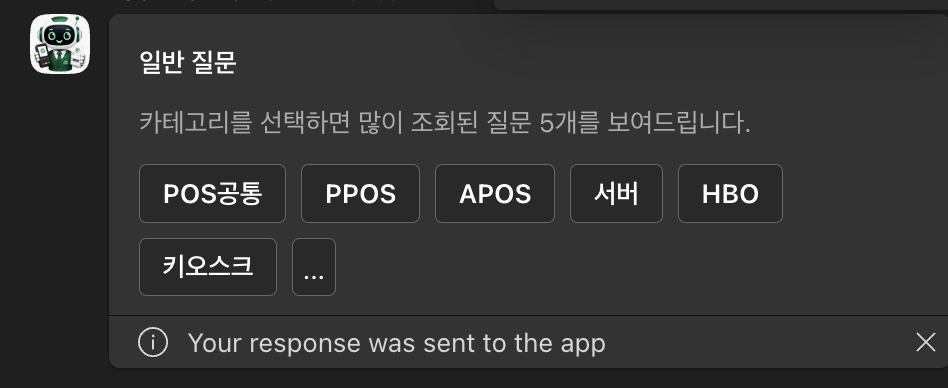 일반 질문
카테고리를 선택하면 많이 조회된 질문 5개를 보여드립니다.
POS공통 PPOS APOS 서버 HBO
키오스크 ...
Your response was sent to the app